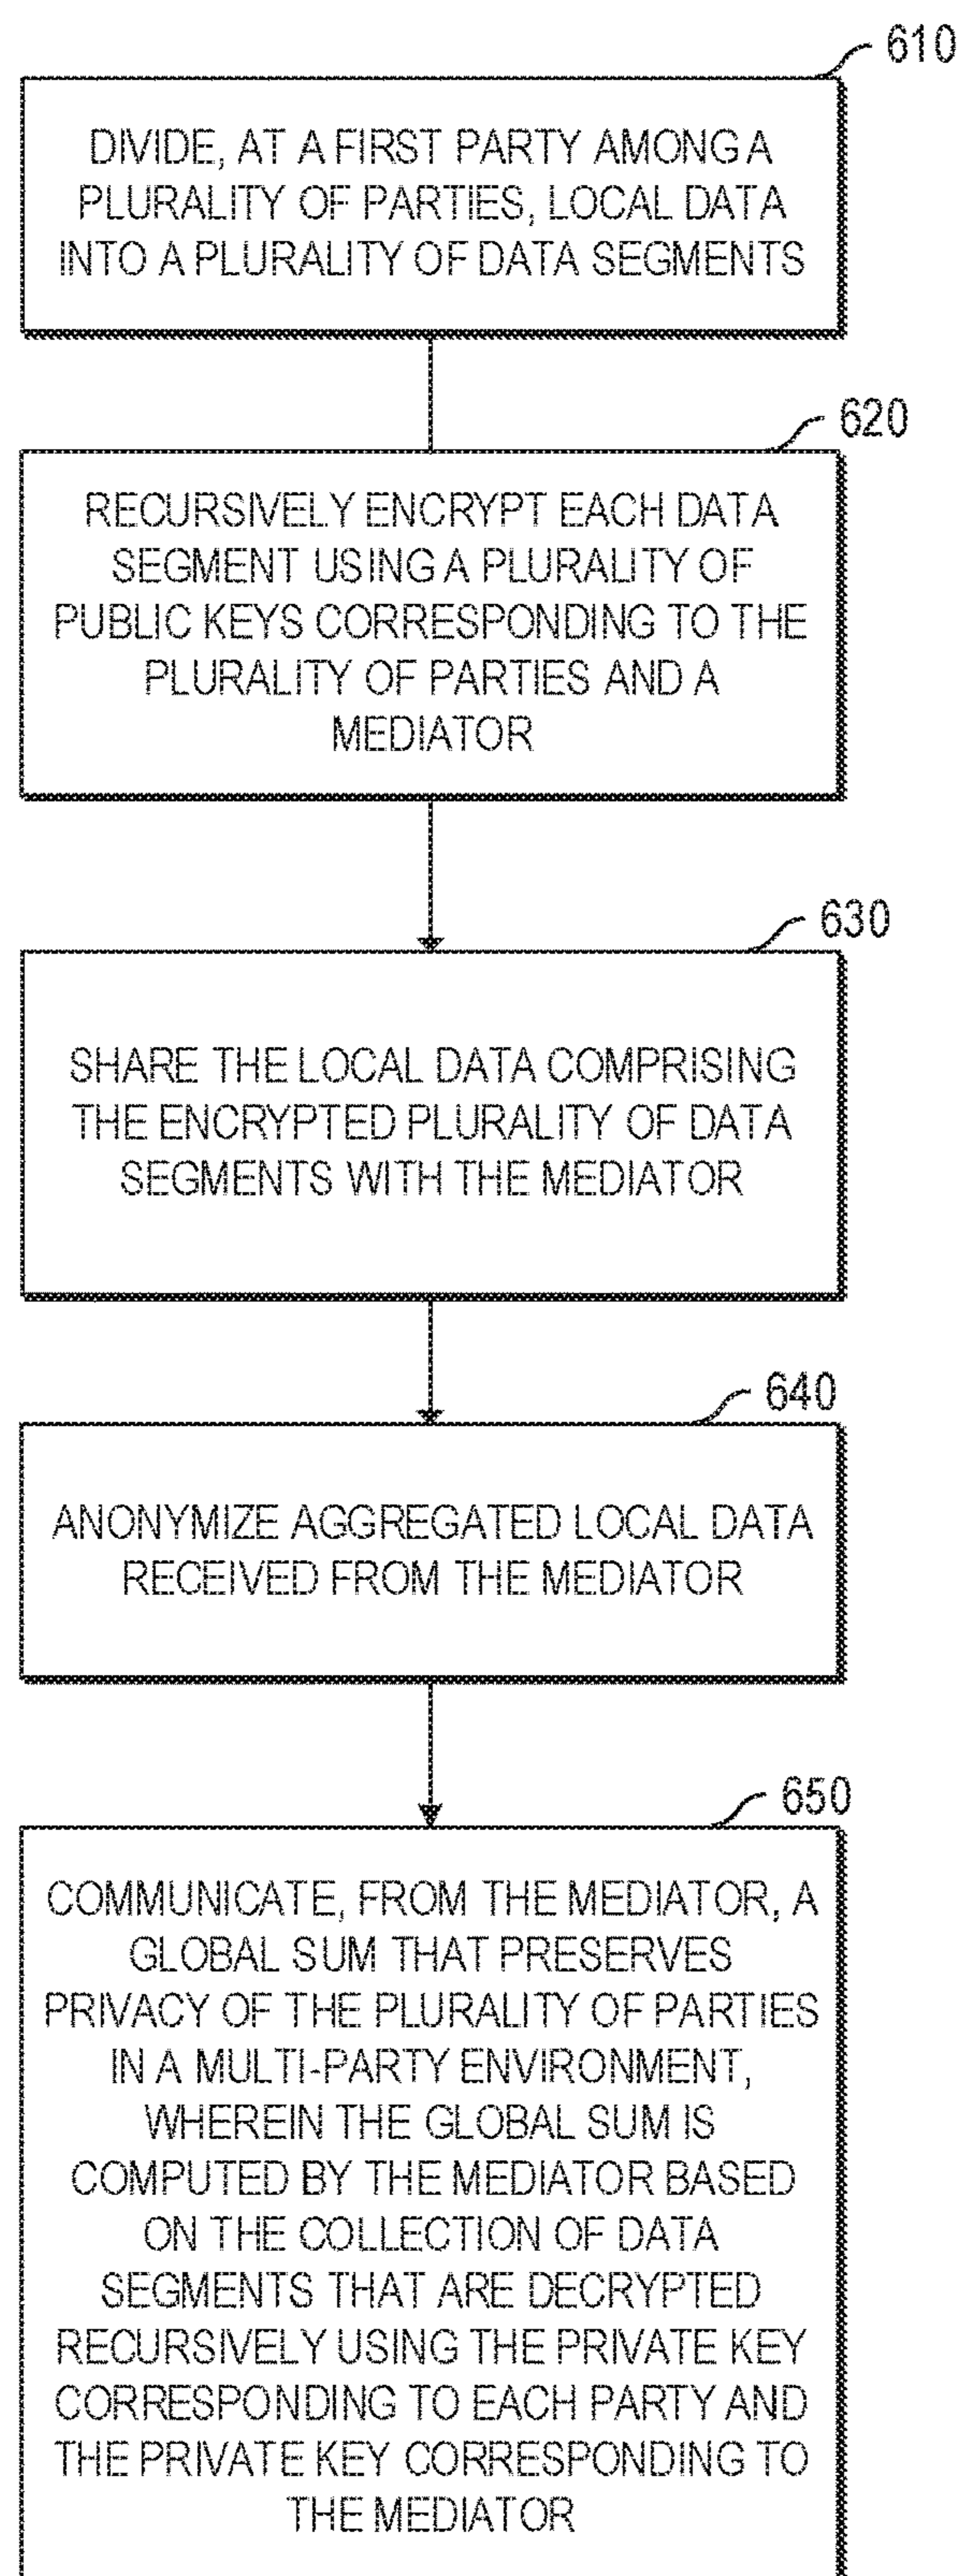 610
DIVIDE, AT A FIRST PARTY AMONG A
PLURALITY OF PARTIES, LOCAL DATA
INTO A PLURALITY OF DATA SEGMENTS
620
RECURSIVELY ENCRYPT EACH DATA
SEGMENT USING A PLURALITY OF
PUBLIC KEYS CORRESPONDING TO THE
PLURALITY OF PARTIES AND A
MEDIATOR
630
SHARE THE LOCAL DATA COMPRISING
THE ENCRYPTED PLURALITY OF DATA
SEGMENTS WITH THE MEDIATOR
640
ANONYMIZE AGGREGATED LOCAL DATA
RECEIVED FROM THE MEDIATOR
650
COMMUNICATE, FROM THE MEDIATOR, A
GLOBAL SUM THAT PRESERVES
PRIVACY OF THE PLURALITY OF PARTIES
IN A MULTI-PARTY ENVIRONMENT,
WHEREIN THE GLOBAL SUM IS
COMPUTED BY THE MEDIATOR BASED
ON THE COLLECTION OF DATA
SEGMENTS THAT ARE DECRYPTED
RECURSIVELY USING THE PRIVATE KEY
CORRESPONDING TO EACH PARTY AND
THE PRIVATE KEY CORRESPONDING TO
THE MEDIATOR